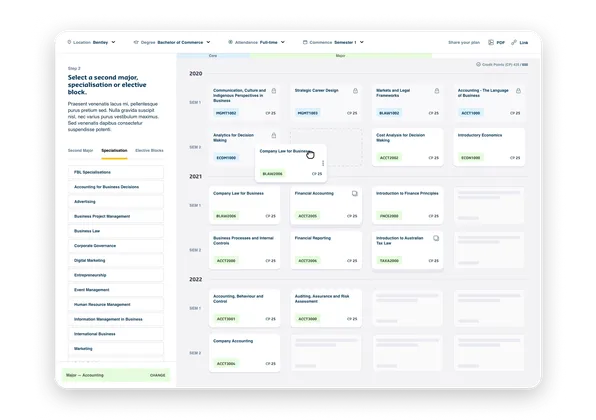 Location: Bentley
Degree Bachelor of Commerce
Attendance Full-time
Commence Semester 1
Share your plan
PDF
Link
Core
Major
Step 3
Select a second major,
specialisation or elective
block.
Praesent venenatis lacus mi, pellentesque
purus pretium sed. Nulla gravida suscipit
nisl, nec varius purus vestibulum maximus.
Sed venenatis dapibus consectetur
suspendisse potenti.
Second Major
Specialisation
Elective Blocks
FBL Specialisations
Accounting for Business Decisions
Advertising
Business Project Management
Business Law
Corporate Governance
Digital Marketing
Entrepreneurship
Event Management
Human Resource Management
Information Management in Business
International Business
Marketing
Major — Accounting
CHANGE
2020
SEM 1
Communication, Culture and
Indigenous Perspectives in
Business
MGMT1002
CP 25
Strategic Career Design
MGMT1003
CP 25
Markets and Legal
Frameworks
BLAW1002
CP 25
Accounting - The Language
of Business
ACCT1000
CP 25
SEM 2
Analytics for Decision
Making
ECOM1000
CP 25
Company Law for Business
BLAW2006
CP 25
Cost Analysis for Decision
Making
ACCT2002
CP 25
Introductory Economics
ECON1000
CP 25
2021
SEM 1
Company Law for Business
BLAW2006
CP 25
Financial Accounting
ACCT2005
CP 25
Introduction to Finance Principles
CP 25
SEM 2
Business Processes and Internal
Controls
ACCT3000
CP 25
Financial Reporting
ACCT2006
CP 25
Introduction to Australian
Tax Law
TAXA2000
CP 25
2022
SEM 1
Accounting, Behaviour and
Control
ACCT3001
CP 25
Auditing, Assurance and Risk
Assessment
CP 25
SEM 2
Company Accounting
ACCT3004
CP 25